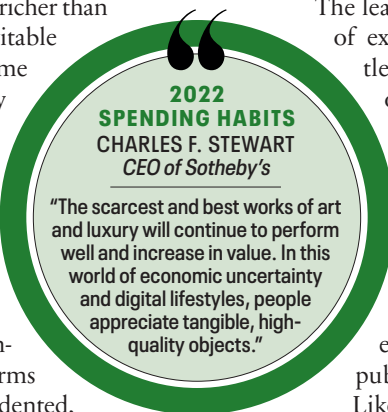 richer than
itable
me
y
The lea
of ex
tle
“
2022
SPENDING HABITS
CHARLES F. STEWART
CEO of Sotheby’s
“The scarcest and best works of art
and luxury will continue to perform
well and increase in value. In this
world of economic uncertainty
and digital lifestyles, people
appreciate tangible, high-
quality objects.”
n-
rms
dented,
e
pub
Like